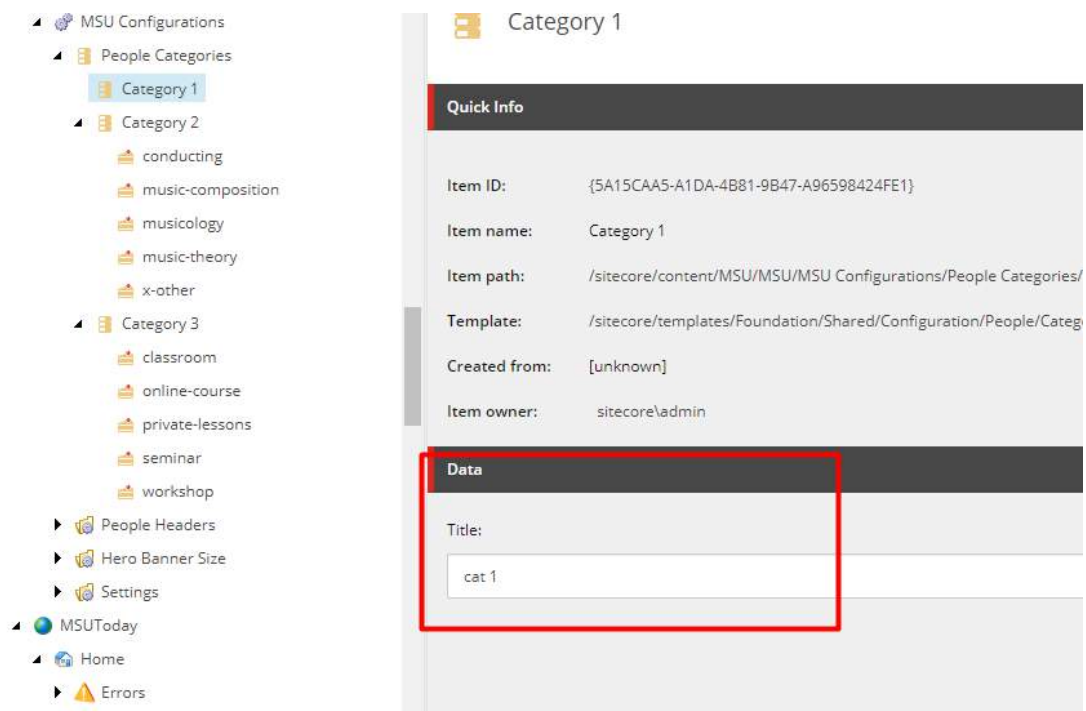 MSU Configurations
People Categories
Category 1
Category 2
conducting
music-composition
musicology
music-theory
x-other
Category 3
classroom
online-course
private-lessons
seminar
workshop
People Headers
Hero Banner Size
Settings
MSUToday
Home
Errors
Category 1
Quick Info
Item ID: {5A15CAA5-A1DA-4B81-9B47-A96598424FE1}
Item name: Category 1
Item path: /sitecore/content/MSU/MSU/MSU Configurations/People Categories/
Template: /sitecore/templates/Foundation/Shared/Configuration/People/Categ
Created from: [unknown]
Item owner: sitecore\admin
Data
Title:
cat 1